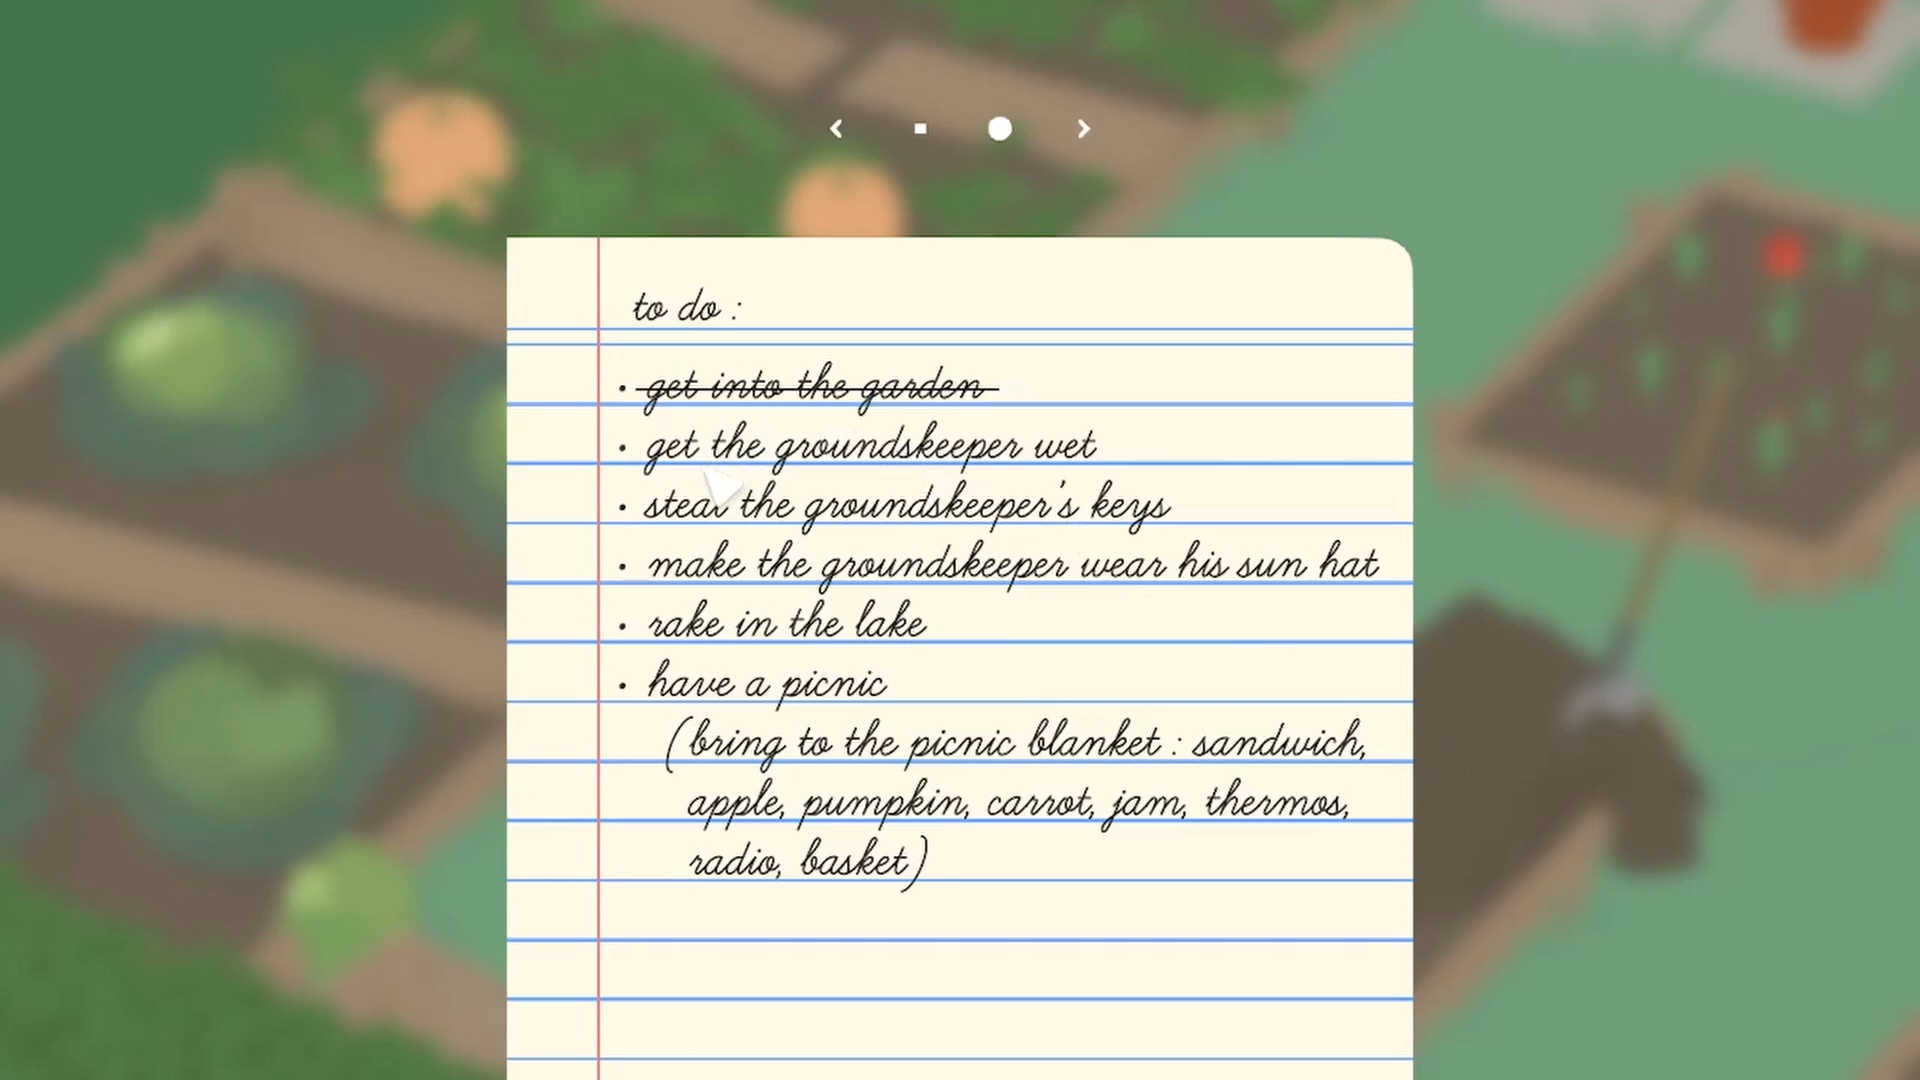 to do :
• get into the garden
• get the groundskeeper wet
• steal the groundskeeper's keys
• make the groundskeeper wear his sun hat
• rake in the lake
• have a picnic
(bring to the picnic blanket : sandwich,
apple, pumpkin, carrot, jam, thermos,
radio, basket)